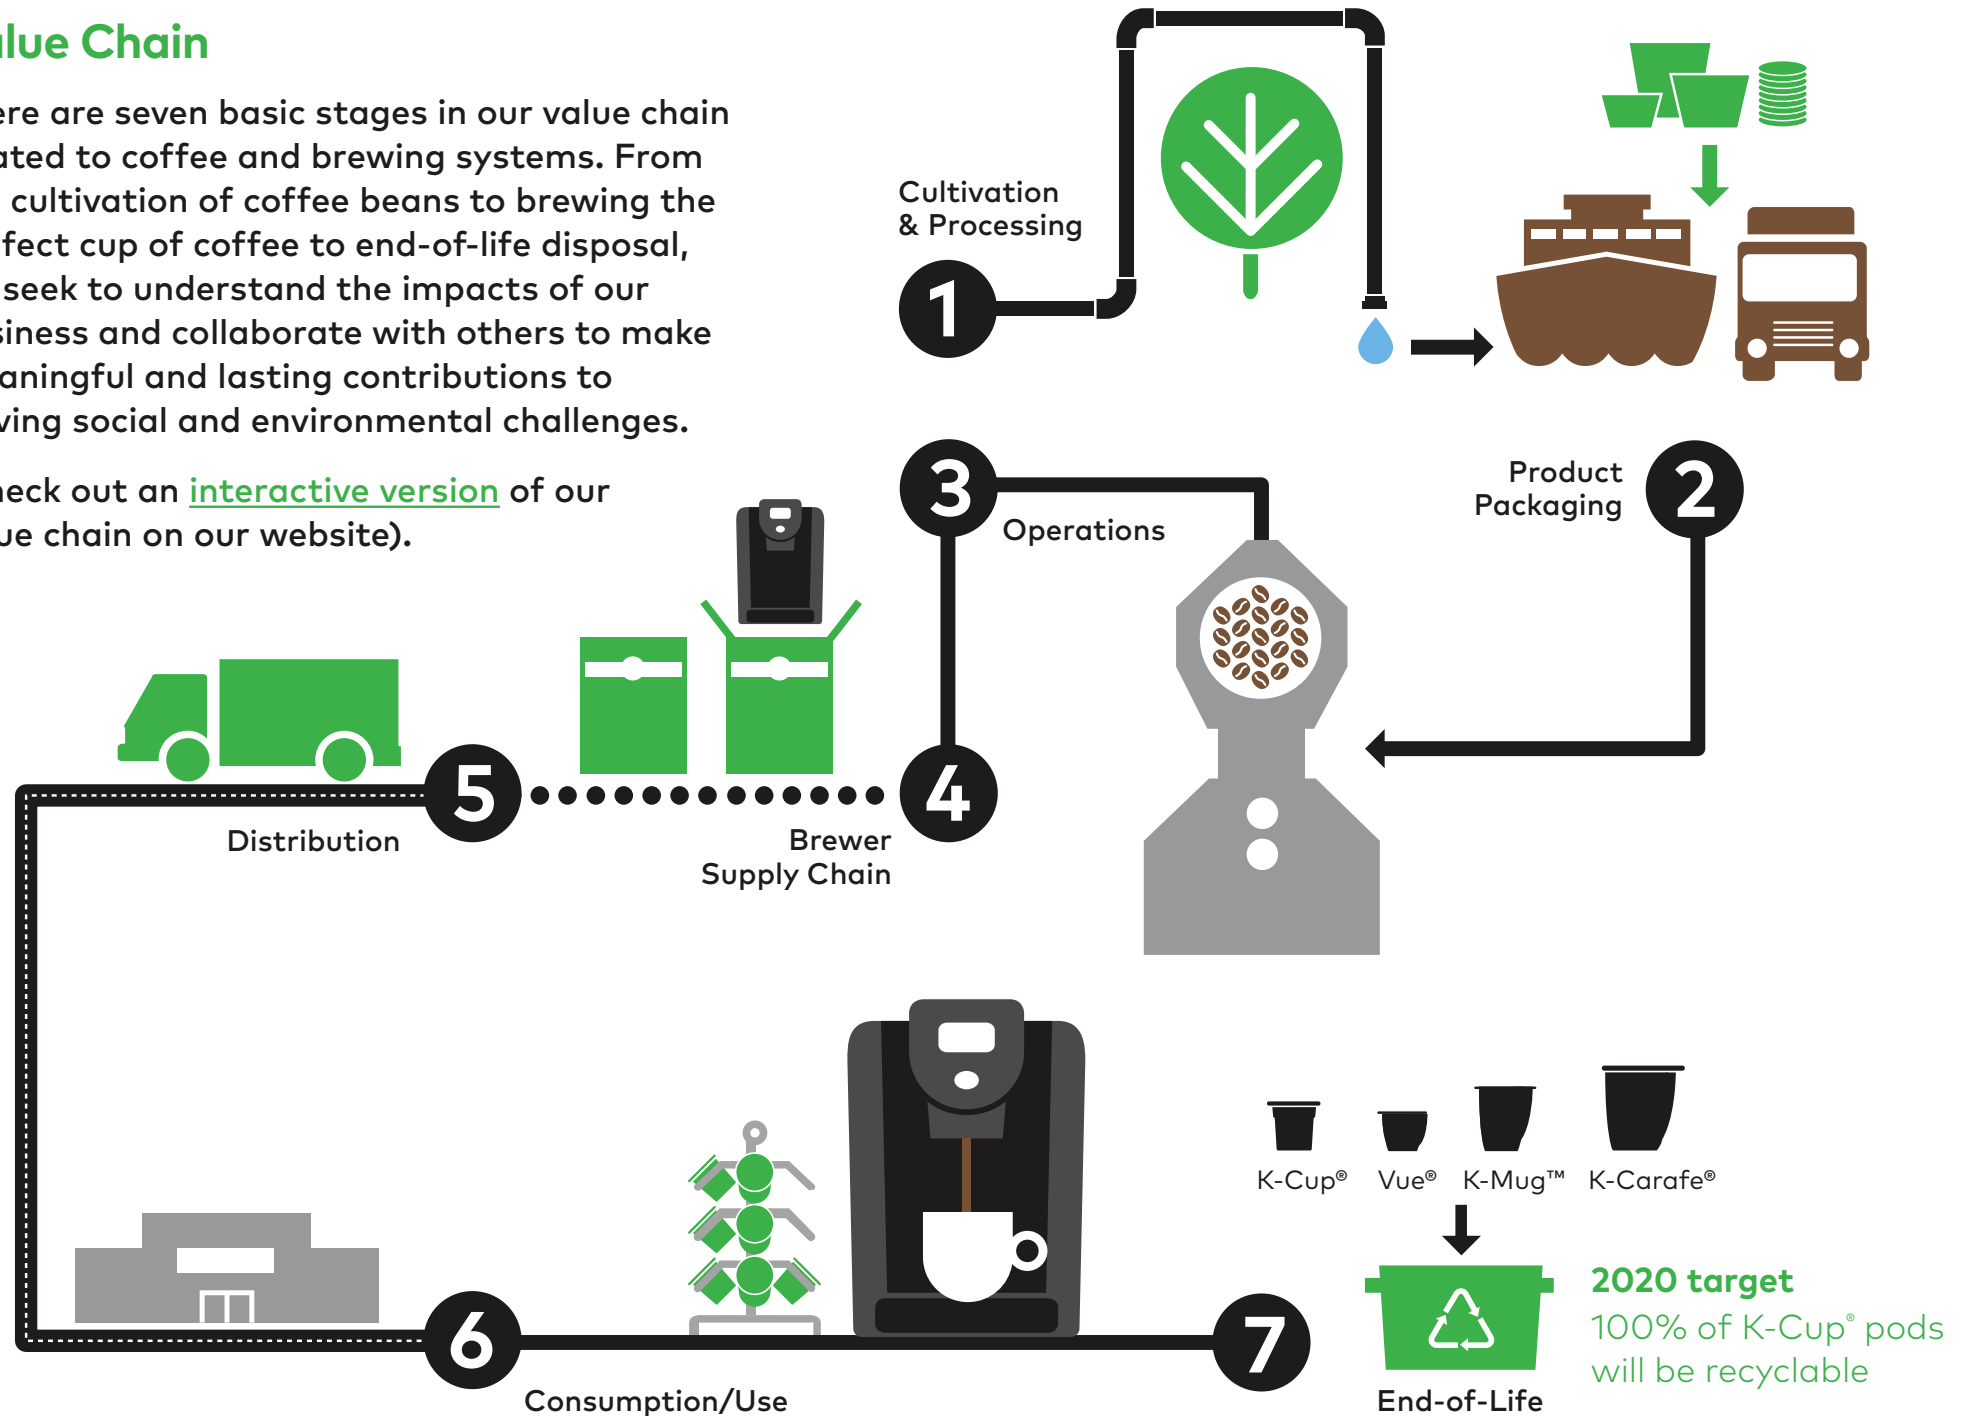 lue Chain
ere are seven basic stages in our value chain
ated to coffee and brewing systems. From
cultivation of coffee beans to brewing the
fect cup of coffee to end-of-life disposal,
seek to understand the impacts of our
siness and collaborate with others to make
aningful and lasting contributions to
ving social and environmental challenges.
heck out an interactive version of our
ue chain on our website).
Cultivation
& Processing
1
Product
Packaging
2
3
Operations
4
Brewer
Supply Chain
5
Distribution
6
Consumption/Use
7
K-Cup® Vue® K-Mug™ K-Carafe®
End-of-Life
2020 target
100% of K-Cup® pods
will be recyclable